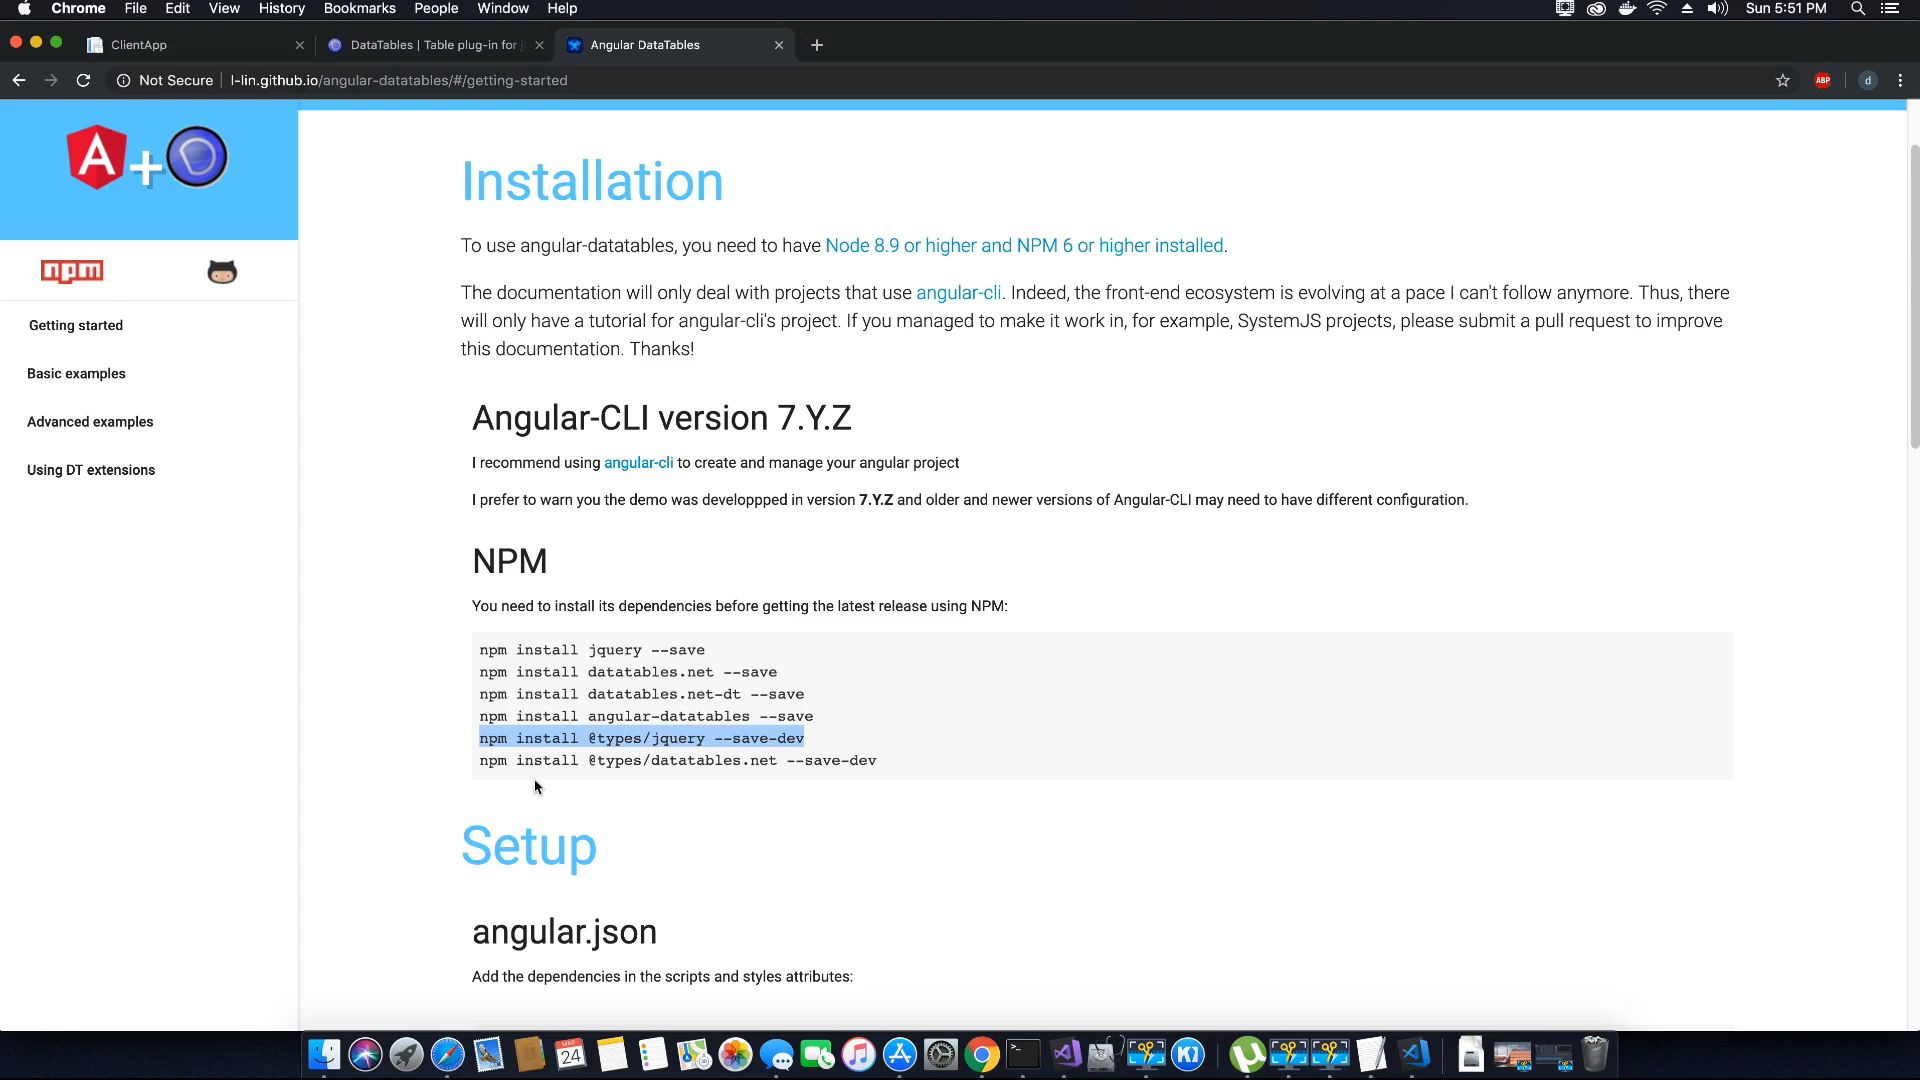 Chrome File Edit View History Bookmarks People Window Help Sun 5:51 PM
ClientApp DataTables | Table plug-in for j Angular DataTables
Not Secure l-lin.github.io/angular-datatables/#/getting-started ABP d
A +
npm
Getting started
Basic examples
Advanced examples
Using DT extensions
Installation
To use angular-datatables, you need to have Node 8.9 or higher and NPM 6 or higher installed.
The documentation will only deal with projects that use angular-cli. Indeed, the front-end ecosystem is evolving at a pace I can't follow anymore. Thus, there
will only have a tutorial for angular-cli's project. If you managed to make it work in, for example, SystemJS projects, please submit a pull request to improve
this documentation. Thanks!
Angular-CLI version 7.Y.Z
I recommend using angular-cli to create and manage your angular project
I prefer to warn you the demo was developpped in version 7.Y.Z and older and newer versions of Angular-CLI may need to have different configuration.
NPM
You need to install its dependencies before getting the latest release using NPM:
npm install jquery --save
npm install datatables.net --save
npm install datatables.net-dt --save
npm install angular-datatables --save
npm install @types/jquery --save-dev
npm install @types/datatables.net --save-dev
Setup
angular.json
Add the dependencies in the scripts and styles attributes:
MAR
24